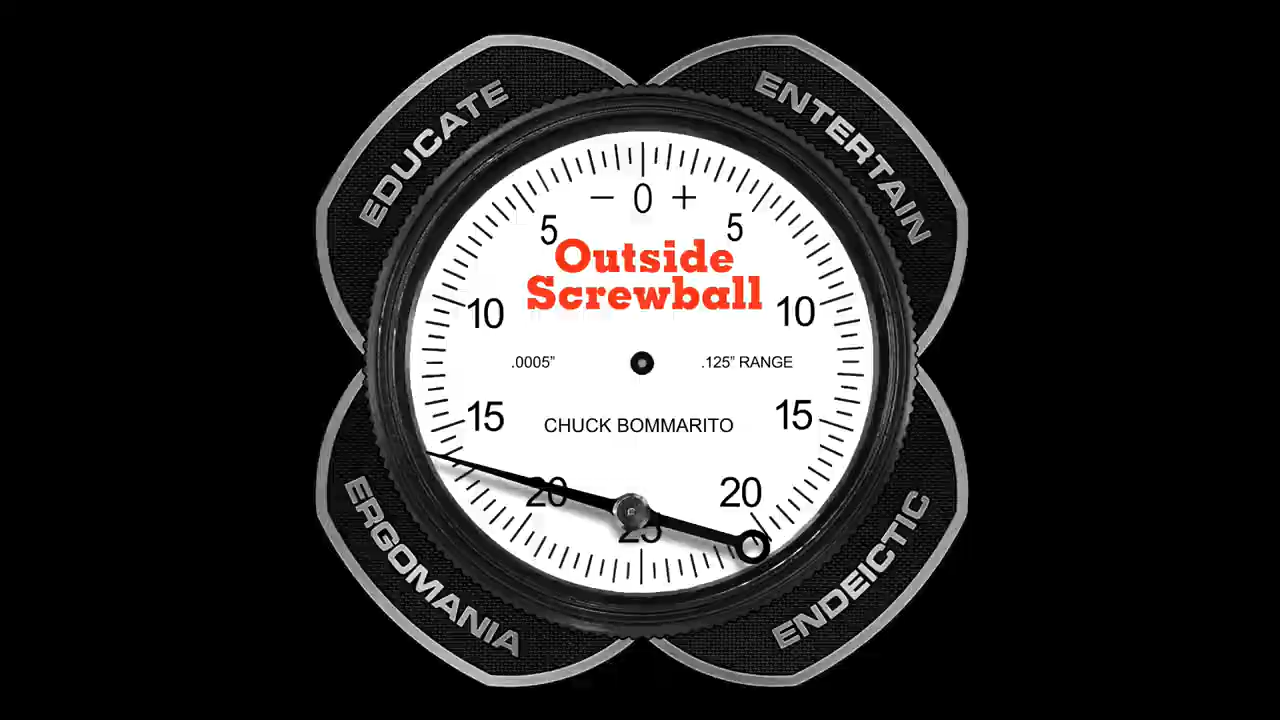 EDUCATE
ENTERTAIN
− 0 +
5 5
Outside
Screwball
10 10
.0005” .125” RANGE
15 15
CHUCK BOMMARITO
20 20
25
ERGOMANIA
ENDEICTIC